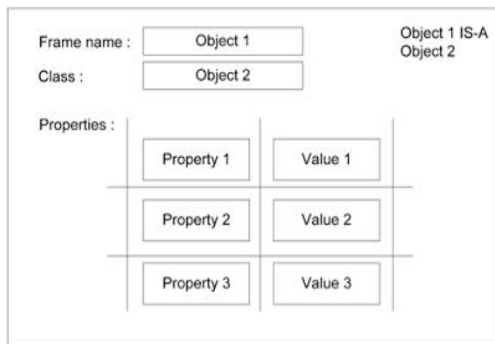 Frame name : Object 1
Object 1 IS-A
Object 2
Class : Object 2
Properties :
Property 1 Value 1
Property 2 Value 2
Property 3 Value 3